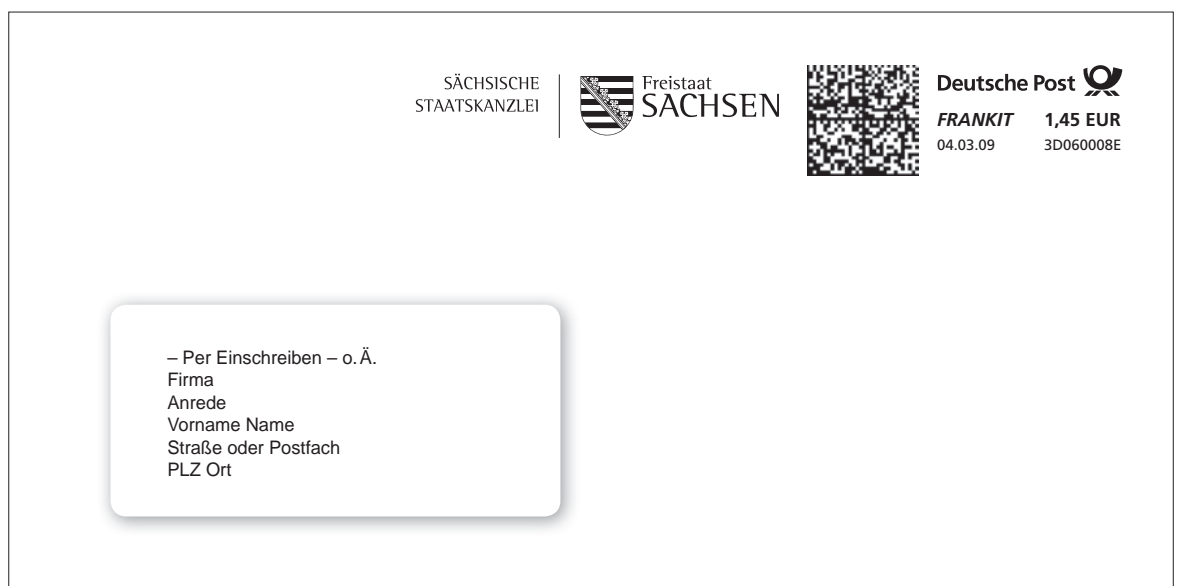 SÄCHSISCHE
STAATSKANZLEI
Freistaat
SACHSEN
Deutsche Post
FRANKIT 1,45 EUR
04.03.09 3D060008E
– Per Einschreiben – o. Ä.
Firma
Anrede
Vorname Name
Straße oder Postfach
PLZ Ort